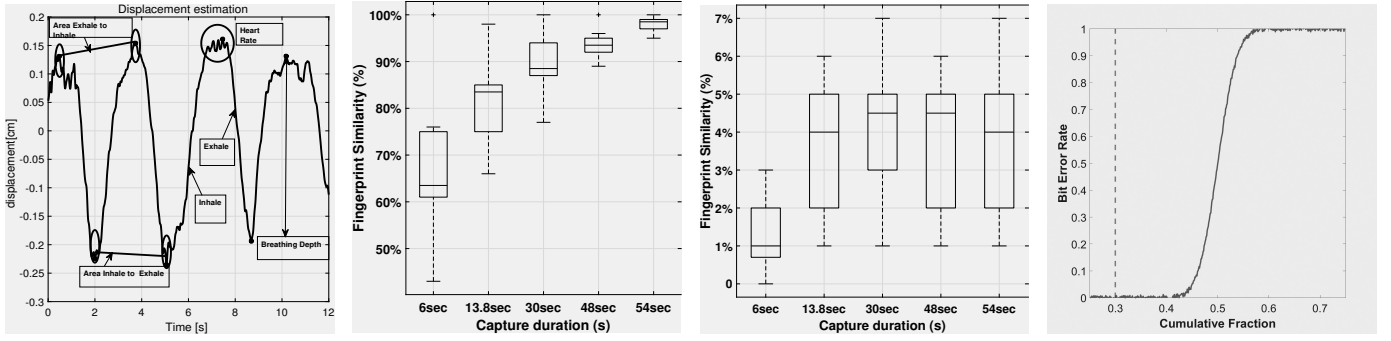 Displacement estimation
0.2
0.15
0.1
0.05
0
-0.05
-0.1
-0.15
-0.2
-0.25
-0.3
displacement[cm]
Area Exhale to
Inhale
Heart
Rate
Exhale
Inhale
Breathing Depth
Area Inhale to Exhale
0 2 4 6 8 10 12
Time [s]
100%
90%
80%
70%
60%
50%
Fingerprint Similarity (%)
6sec 13.8sec 30sec 48sec 54sec
Capture duration (s)
7%
6%
5%
4%
3%
2%
1%
0
Fingerprint Similarity (%)
6sec 13.8sec 30sec 48sec 54sec
Capture duration (s)
1
0.9
0.8
0.7
0.6
0.5
0.4
0.3
0.2
0.1
0
Bit Error Rate
0.3 0.4 0.5 0.6 0.7
Cumulative Fraction